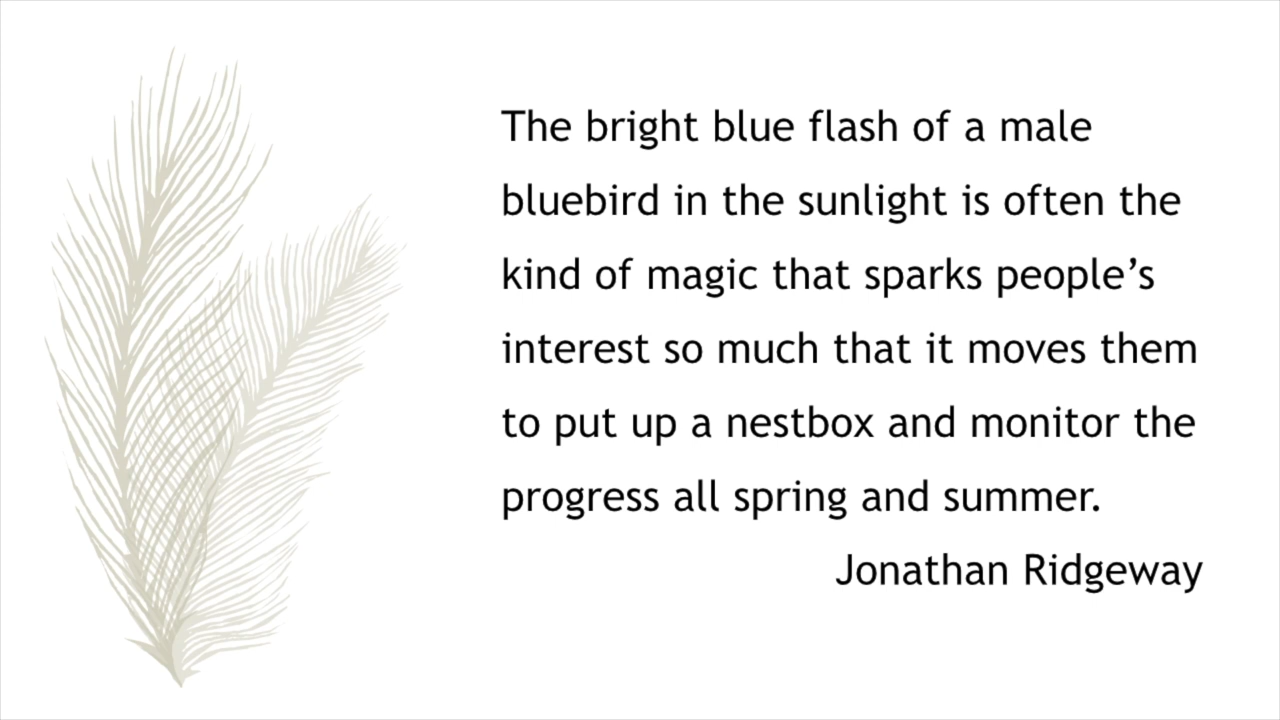 The bright blue flash of a male
bluebird in the sunlight is often the
kind of magic that sparks people’s
interest so much that it moves them
to put up a nestbox and monitor the
progress all spring and summer.
Jonathan Ridgeway